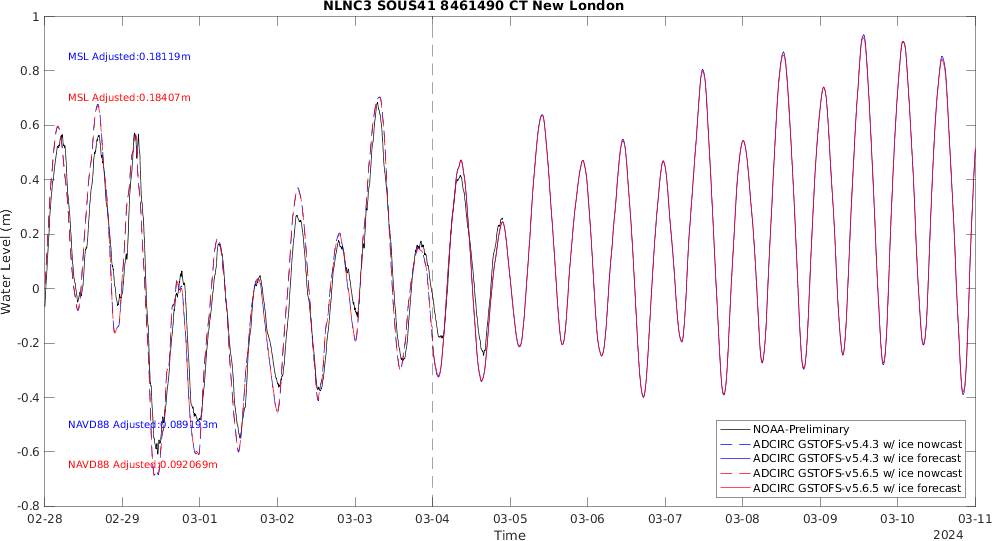 NLNC3 SOUS41 8461490 CT New London
1
0.8
0.6
0.4
0.2
0
-0.2
-0.4
-0.6
-0.8
Water Level (m)
MSL Adjusted:0.18119m
MSL Adjusted:0.18407m
NAVD88 Adjusted:0.089193m
NAVD88 Adjusted:0.092069m
NOAA-Preliminary
ADCIRC GSTOFS-v5.4.3 w/ ice nowcast
ADCIRC GSTOFS-v5.4.3 w/ ice forecast
ADCIRC GSTOFS-v5.6.5 w/ ice nowcast
ADCIRC GSTOFS-v5.6.5 w/ ice forecast
02-28 02-29 03-01 03-02 03-03 03-04 03-05 03-06 03-07 03-08 03-09 03-10 03-11
Time
2024